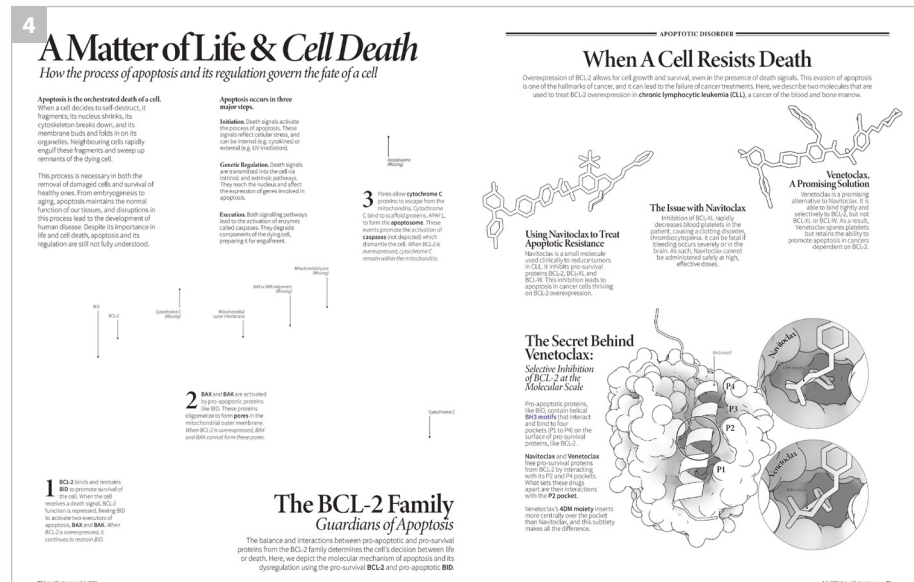 4
A Matter of Life & Cell Death
How the process of apoptosis and its regulation govern the fate of a cell
Apoptosis is the orchestrated death of a cell.
When a cell decides to self-destruct, it
fragments; its nucleus shrinks, its
cytoskeleton breaks down, and its
membrane buds and folds in on its
organelles. Neighbouring cells rapidly
engulf these fragments and sweep up
remnants of the dying cell.
This process is necessary in both the
removal of damaged cells and survival of
healthy ones. From embryogenesis to
aging, apoptosis maintains the normal
function of our tissues, and disruptions in
this process lead to the development of
human disease. Despite its importance in
life and cell death, apoptosis and its
regulation are still not fully understood.
Apoptosis occurs in three
major steps.
Initiation. Death signals activate
the process of apoptosis. These
signals reflect cellular stress, and
can be internal (e.g. cytokines) or
external (e.g. UV irradiation).
Genetic Regulation. Death signals
are transmitted into the cell via
intrinsic and extrinsic pathways.
They reach the nucleus and affect
the expression of genes involved in
apoptosis.
Execution. Both signalling pathways
lead to the activation of enzymes
called caspases. They degrade
components of the dying cell,
preparing it for engulfment.
Apoptosome
(Missing)
3 Pores allow cytochrome C
proteins to escape from the
mitochondria. Cytochrome
C bind to scaffold proteins, APAF1,
to form the apoptosome. These
events promote the activation of
caspases (not depicted) which
dismantle the cell. When BCL-2 is
overexpressed, cytochrome C
remain within the mitochondria.
Mitochondrial pore
(Missing)
BAX or BAK oligomers
(Missing)
BID
BCL-2
Cytochrome C
(Missing)
Mitochondrial
outer membrane
2 BAX and BAK are activated
by pro-apoptotic proteins
like BID. These proteins
oligomerize to form pores in the
mitochondrial outer membrane.
When BCL-2 is overexpressed, BAX
and BAK cannot form these pores.
Cytochrome C
1 BCL-2 binds and restrains
BID to promote survival of
the cell. When the cell
receives a death signal, BCL-2
function is repressed, freeing BID
to activate two executors of
apoptosis, BAX and BAK. When
BCL-2 is overexpressed, it
continues to restrain BID.
The BCL-2 Family
Guardians of Apoptosis
The balance and interactions between pro-apoptotic and pro-survival
proteins from the BCL-2 family determines the cell's decision between life
or death. Here, we depict the molecular mechanism of apoptosis and its
dysregulation using the pro-survival BCL-2 and pro-apoptotic BID.
APOPTOTIC DISORDER
When A Cell Resists Death
Overexpression of BCL-2 allows for cell growth and survival, even in the presence of death signals. This evasion of apoptosis
is one of the hallmarks of cancer, and it can lead to the failure of cancer treatments. Here, we describe two molecules that are
used to treat BCL-2 overexpression in chronic lymphocytic leukemia (CLL), a cancer of the blood and bone marrow.
Using Navitoclax to Treat
Apoptotic Resistance
Navitoclax is a small molecule
used clinically to reduce tumors
in CLL. It inhibits pro-survival
proteins BCL-2, BCL-XL and
BCL-W. This inhibition leads to
apoptosis in cancer cells thriving
on BCL-2 overexpression.
The Issue with Navitoclax
Inhibition of BCL-XL rapidly
decreases blood platelets in the
patient, causing a clotting disorder,
thrombocytopenia. It can be fatal if
bleeding occurs severely or in the
brain. As such, Navitoclax cannot
be administered safely at high,
effective doses.
Venetoclax.
A Promising Solution
Venetoclax is a promising
alternative to Navitoclax. It is
able to bind tightly and
selectively to BCL-2, but not
BCL-XL or BCL-W. As a result,
Venetoclax spares platelets
but retains the ability to
promote apoptosis in cancers
dependent on BCL-2.
The Secret Behind
Venetoclax:
Selective Inhibition
of BCL-2 at the
Molecular Scale
Pro-apoptotic proteins,
like BID, contain helical
BH3 motifs that interact
and bind to four
pockets (P1 to P4) on the
surface of pro-survival
proteins, like BCL-2.
Navitoclax and Venetoclax
free pro-survival proteins
from BCL-2 by interacting
with its P2 and P4 pockets.
What sets these drugs
apart are their interactions
with the P2 pocket.
Venetoclax's 4DM moiety inserts
more centrally over the pocket
than Navitoclax, and this subtlety
makes all the difference.
BH3 motif
P4
P3
P2
P1
Navitoclax
4DM moiety
Venetoclax
4DM moiety